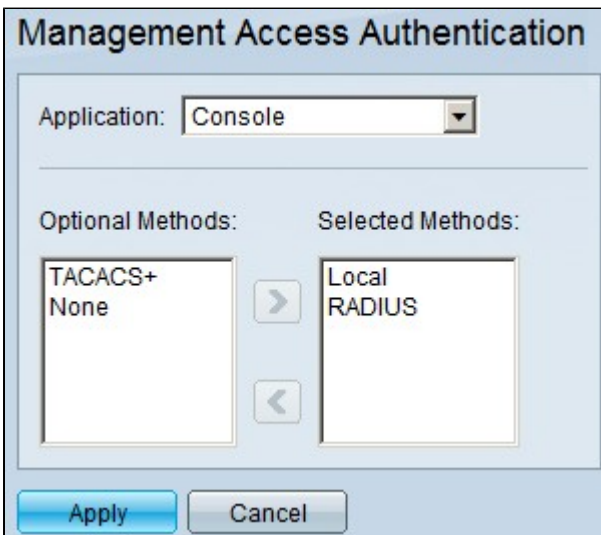 Management Access Authentication
Application: Console
Optional Methods: Selected Methods:
TACACS+ Local
None RADIUS
Apply Cancel